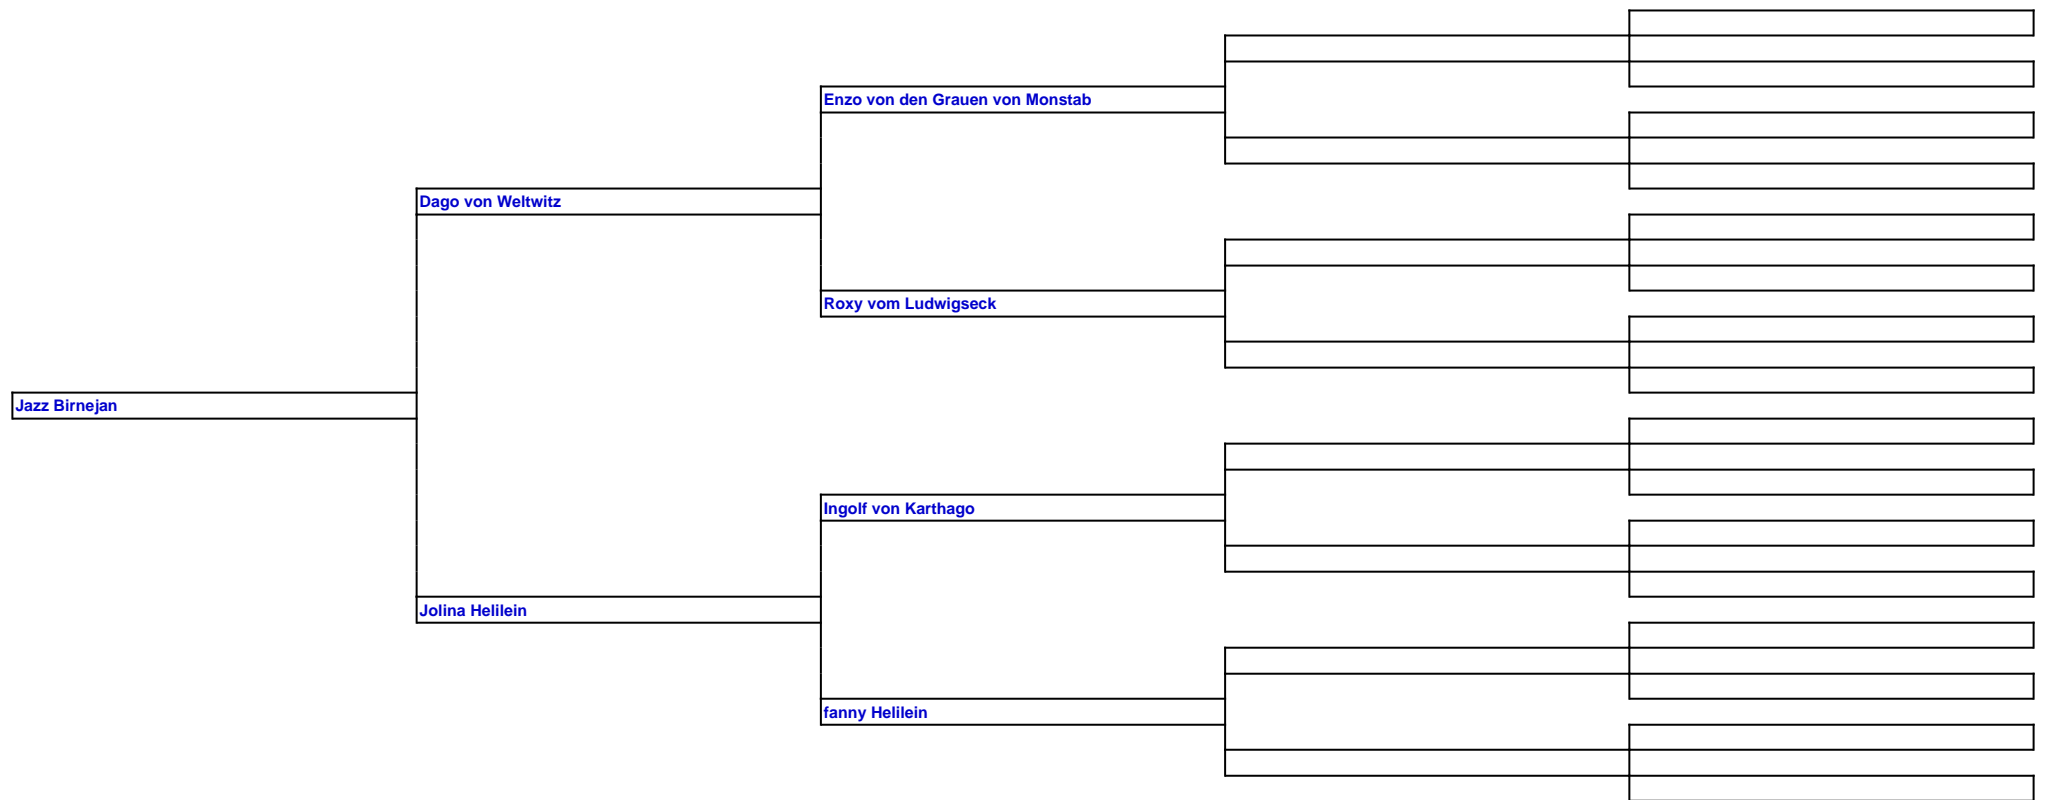 Enzo von den Grauen von Monstab
Dago von Weltwitz
Roxy vom Ludwigseck
Jazz Birnejan
Ingolf von Karthago
Jolina Helilein
fanny Helilein